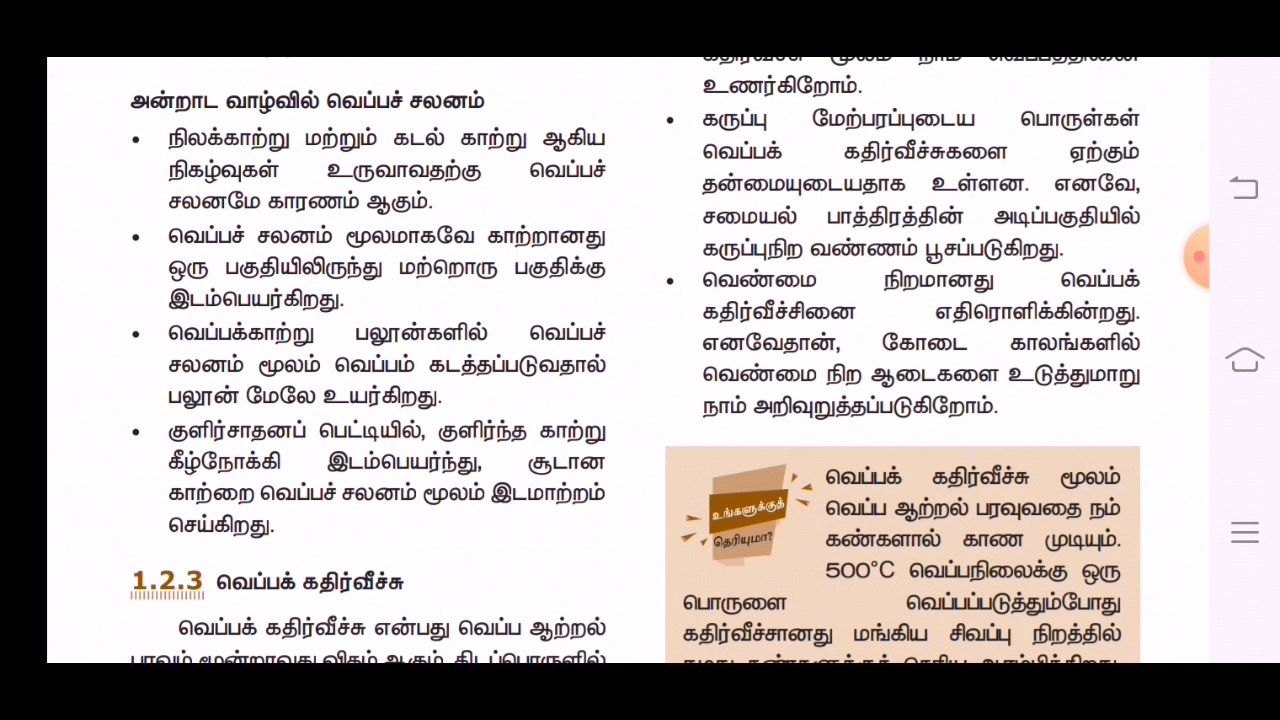 அன்றாட வாழ்வில் வெப்பச் சலனம்
• நிலக்காற்று மற்றும் கடல் காற்று ஆகிய
நிகழ்வுகள் உருவாவதற்கு வெப்பச்
சலனமே காரணம் ஆகும்.
• வெப்பச் சலனம் மூலமாகவே காற்றானது
ஒரு பகுதியிலிருந்து மற்றொரு பகுதிக்கு
இடம்பெயர்கிறது.
• வெப்பக்காற்று பலூன்களில் வெப்பச்
சலனம் மூலம் வெப்பம் கடத்தப்படுவதால்
பலூன் மேலே உயர்கிறது.
• குளிர்சாதனப் பெட்டியில், குளிர்ந்த காற்று
கீழ்நோக்கி இடம்பெயர்ந்து, சூடான
காற்றை வெப்பச் சலனம் மூலம் இடமாற்றம்
செய்கிறது.
1.2.3 வெப்பக் கதிர்வீச்சு
வெப்பக் கதிர்வீச்சு என்பது வெப்ப ஆற்றல்
பரவும் மூன்றாவது விதம் ஆகும். திடப்பொருளில்
உணர்கிறோம்.
• கருப்பு மேற்பரப்புடைய பொருள்கள்
வெப்பக் கதிர்வீச்சுகளை ஏற்கும்
தன்மையுடையதாக உள்ளன. எனவே,
சமையல் பாத்திரத்தின் அடிப்பகுதியில்
கருப்புநிற வண்ணம் பூசப்படுகிறது.
• வெண்மை நிறமானது வெப்பக்
கதிர்வீச்சினை எதிரொளிக்கின்றது.
எனவேதான், கோடை காலங்களில்
வெண்மை நிற ஆடைகளை உடுத்துமாறு
நாம் அறிவுறுத்தப்படுகிறோம்.
உங்களுக்குத்
தெரியுமா?
வெப்பக் கதிர்வீச்சு மூலம்
வெப்ப ஆற்றல் பரவுவதை நம்
கண்களால் காண முடியும்.
500°C வெப்பநிலைக்கு ஒரு
பொருளை வெப்பப்படுத்தும்போது
கதிர்வீச்சானது மங்கிய சிவப்பு நிறத்தில்